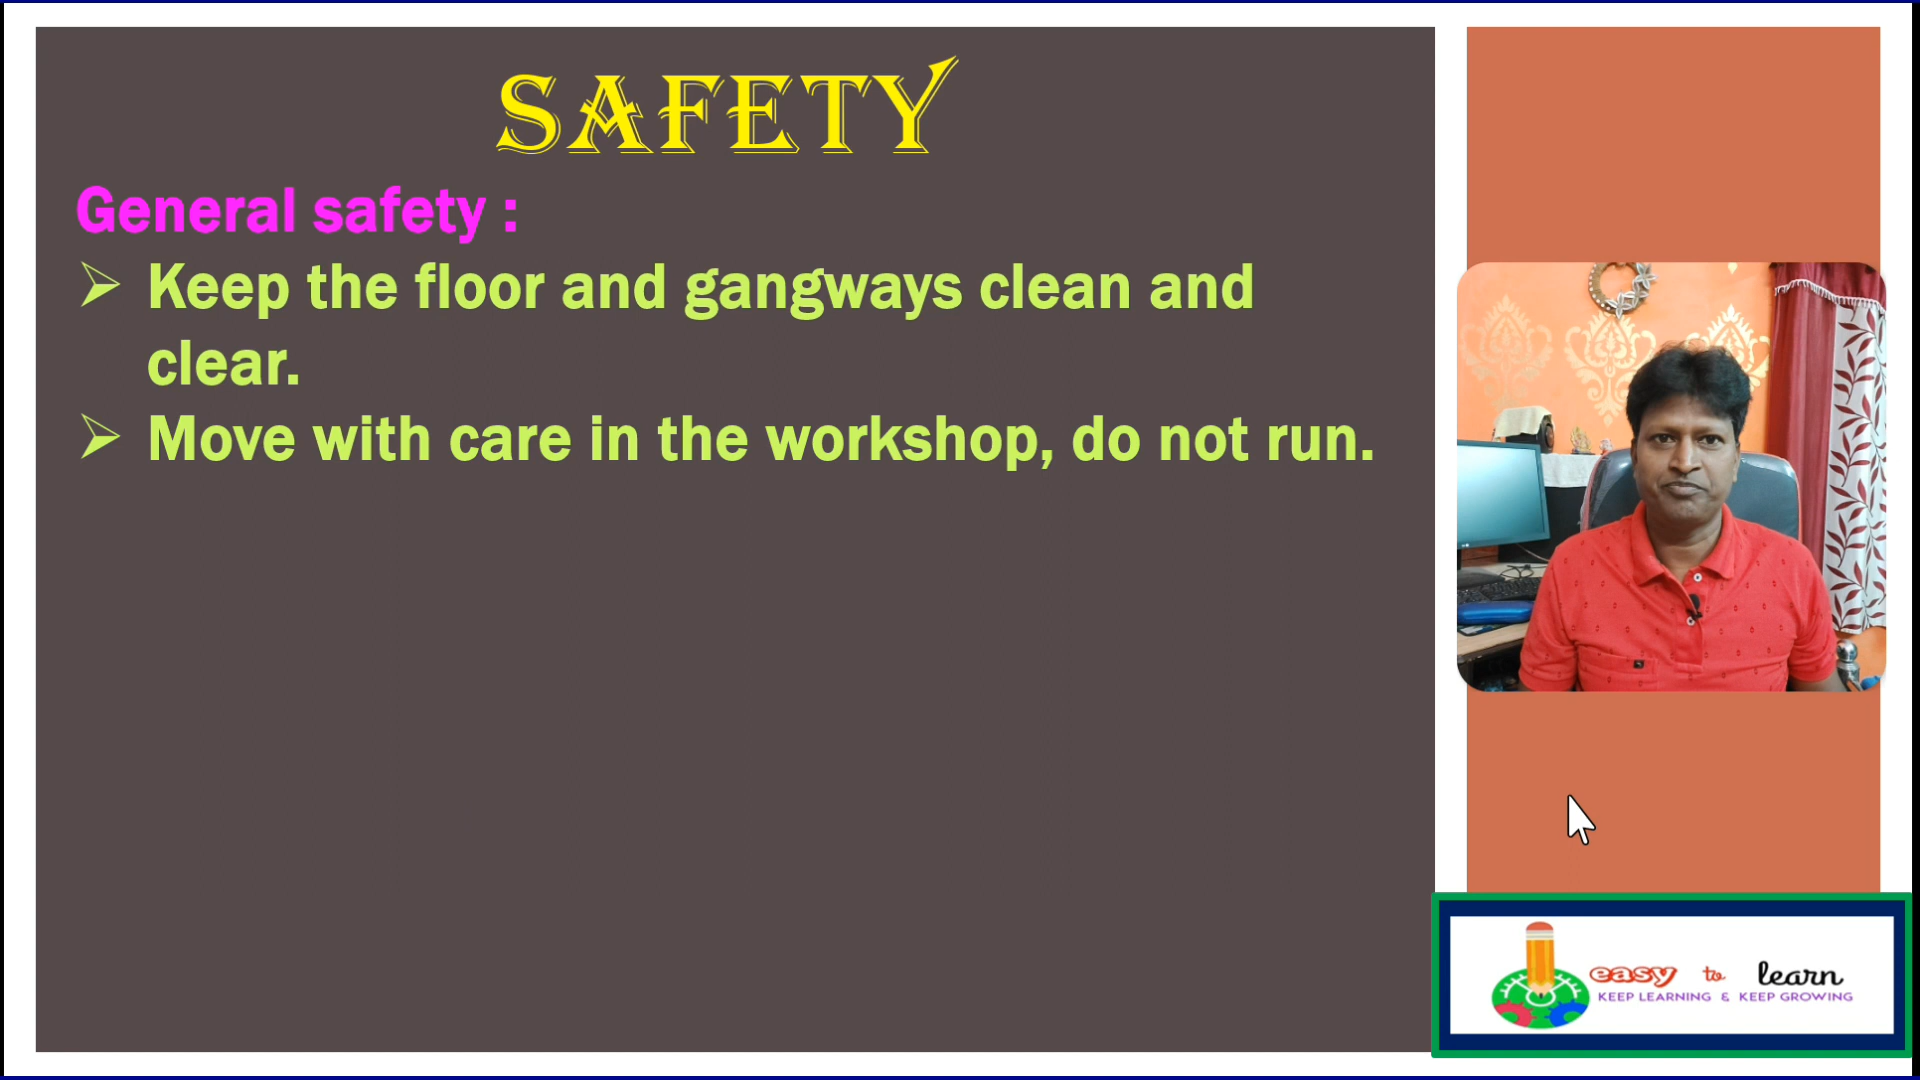 SAFETY
General safety :
➢ Keep the floor and gangways clean and
clear.
➢ Move with care in the workshop, do not run.
easy to learn
KEEP LEARNING & KEEP GROWING